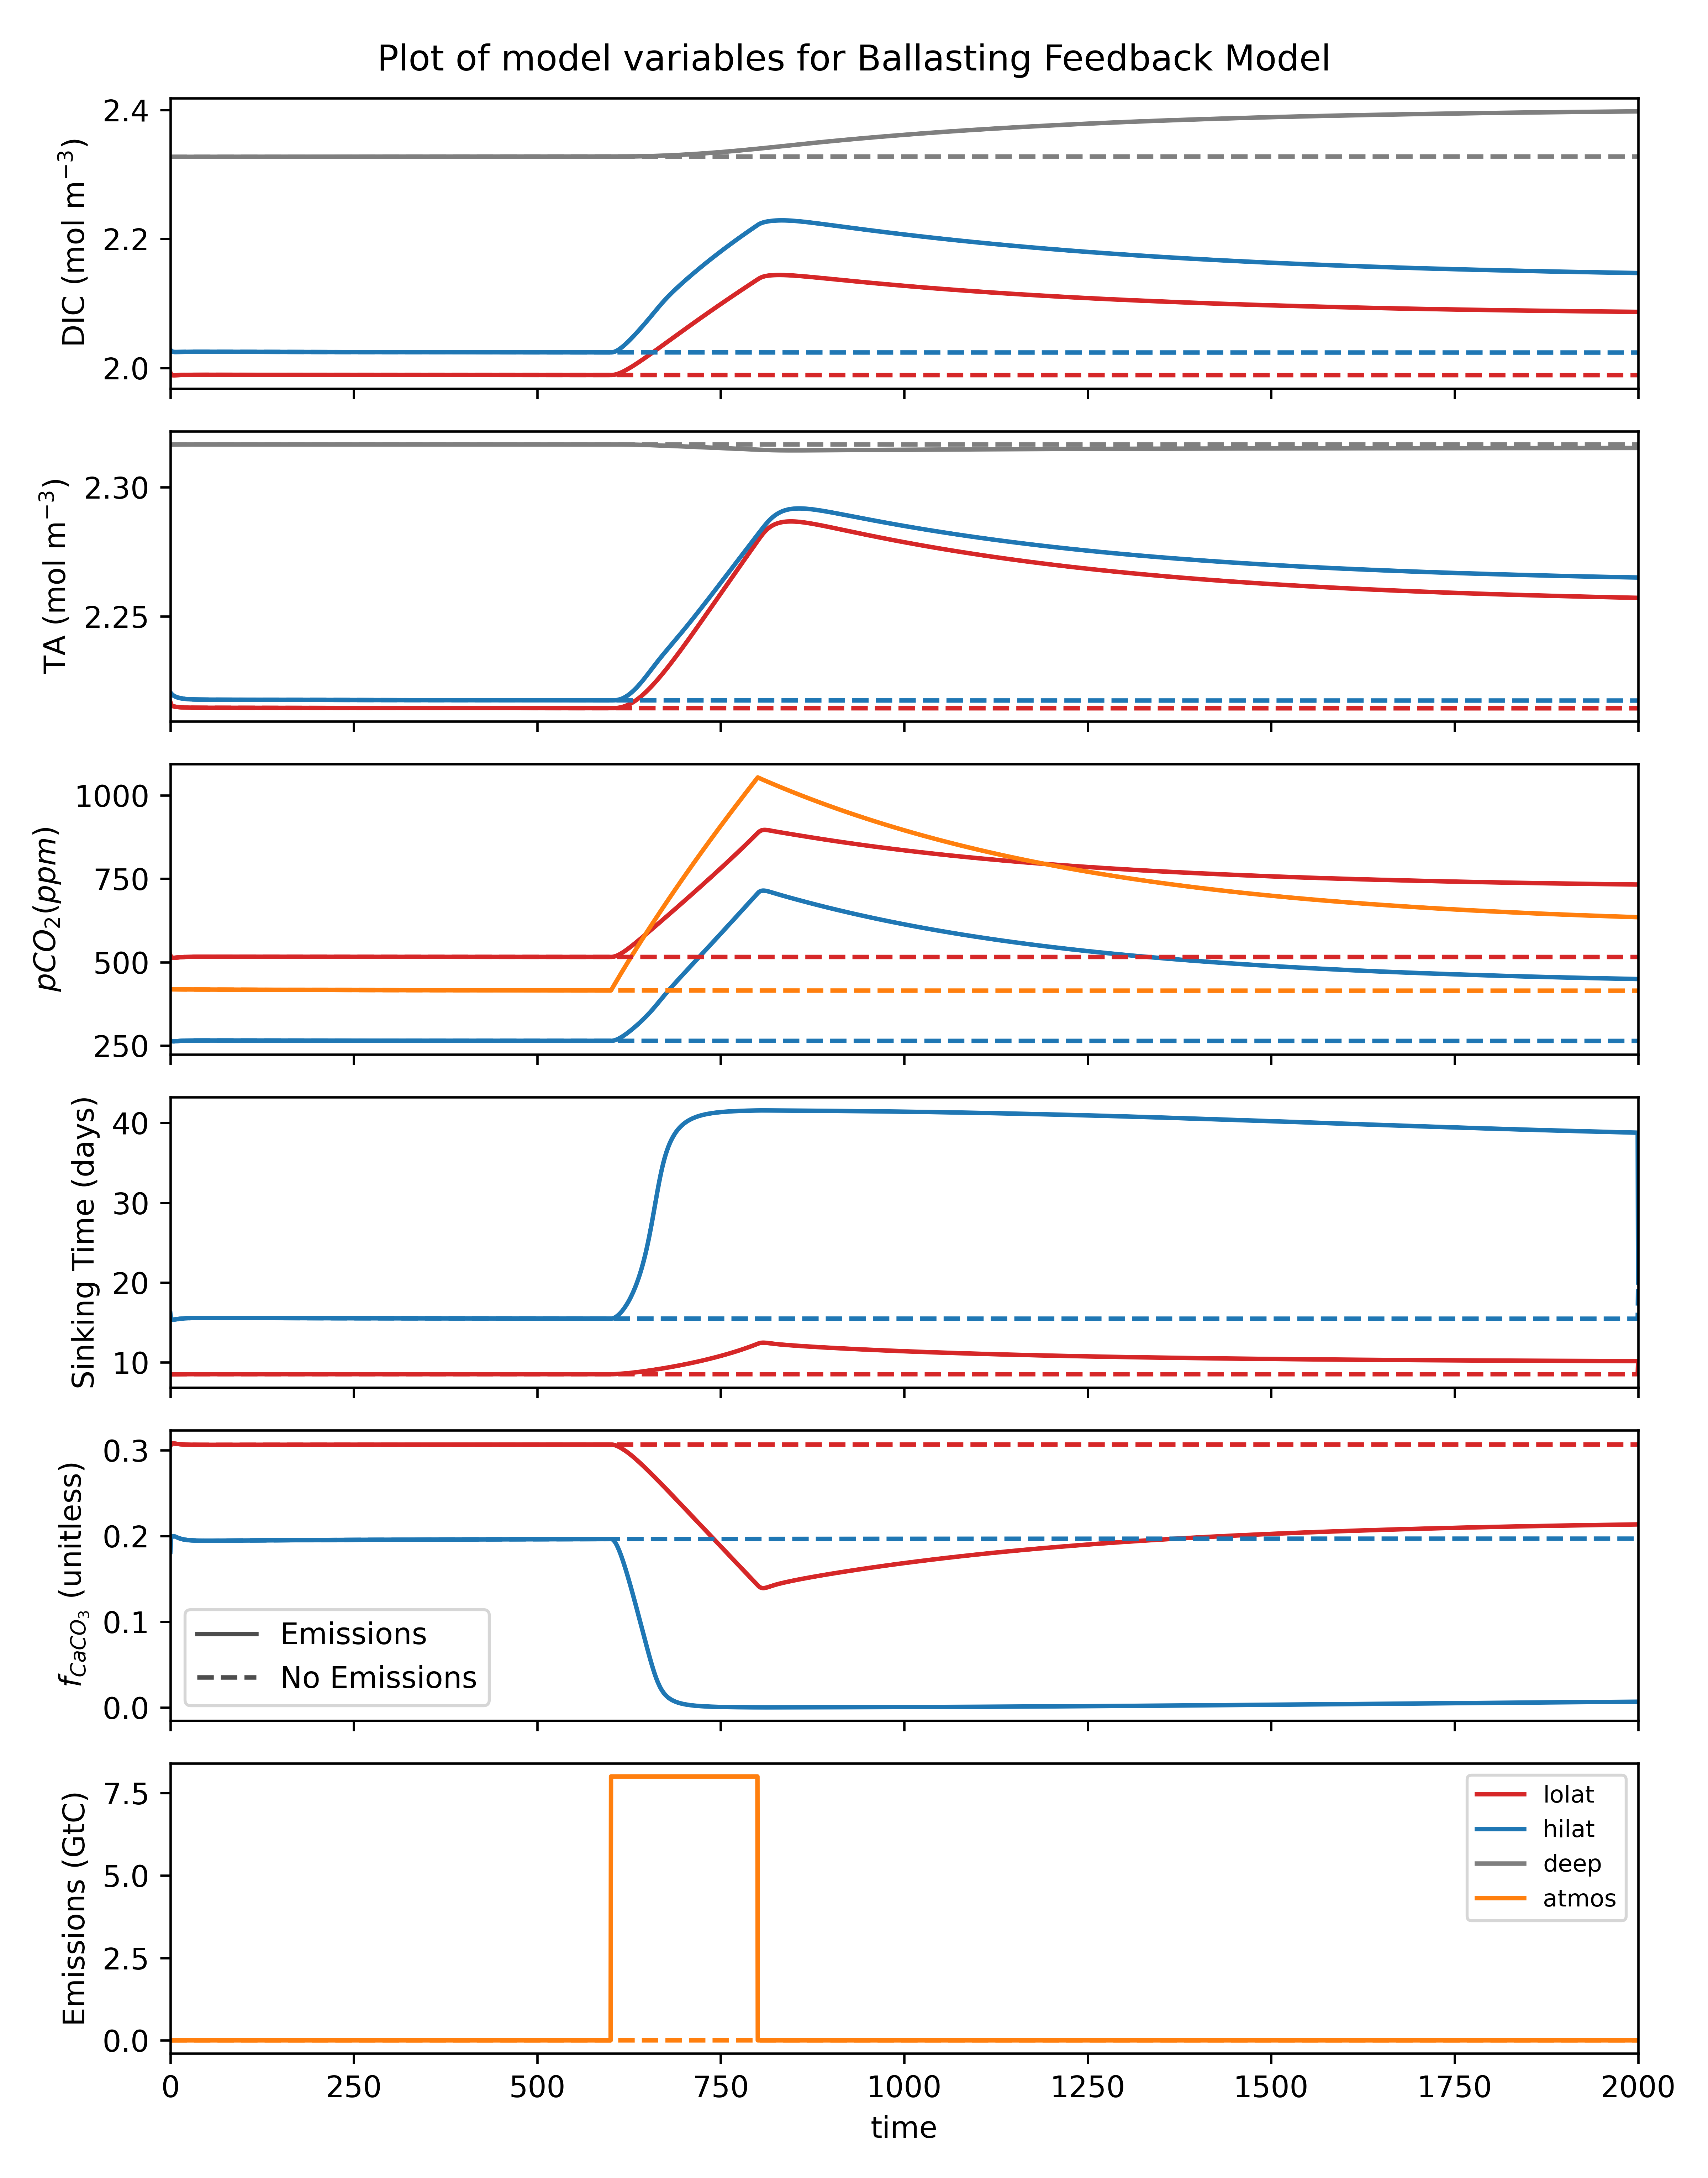 Plot of model variables for Ballasting Feedback Model
DIC (mol m⁻³)
2.4
2.2
2.0
TA (mol m⁻³)
2.30
2.25
pCO₂(ppm)
1000
750
500
250
Sinking Time (days)
40
30
20
10
f_{CaCO₃} (unitless)
0.3
0.2
0.1
0.0
Emissions
No Emissions
Emissions (GtC)
7.5
5.0
2.5
0.0
lolat
hilat
deep
atmos
0 250 500 750 1000 1250 1500 1750 2000
time